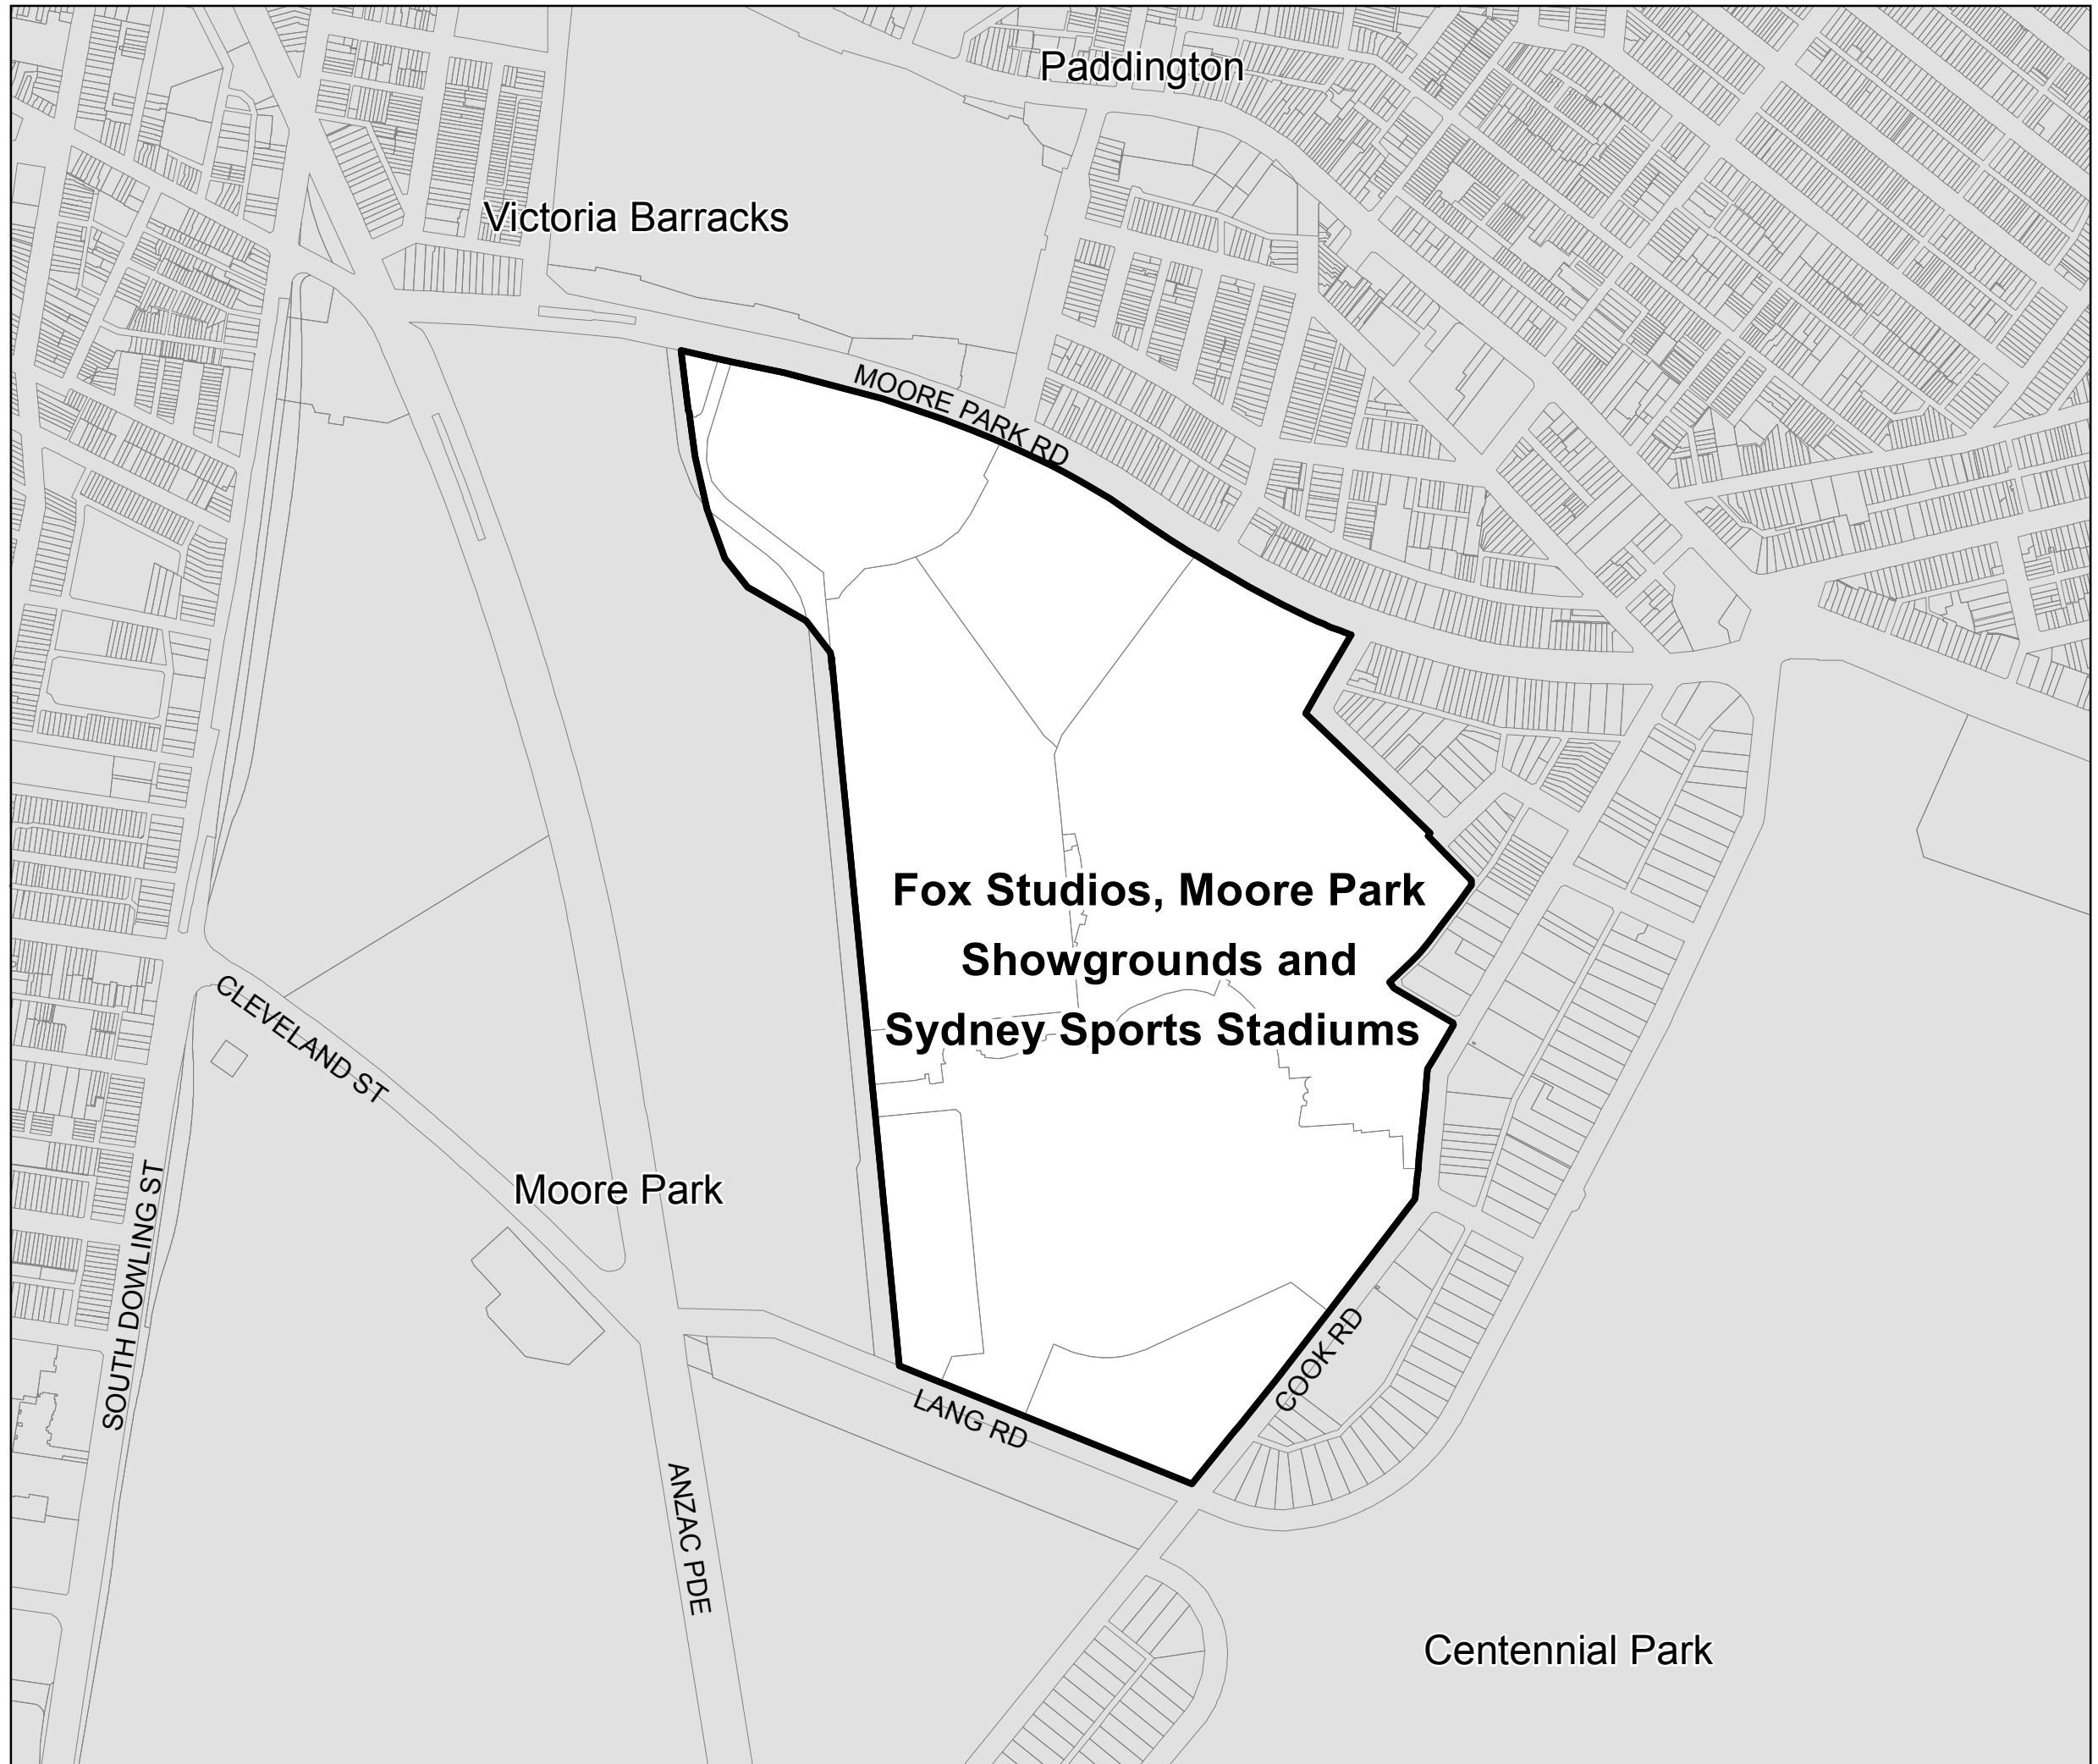 Paddington
Victoria Barracks
MOORE PARK RD
Fox Studios, Moore Park
Showgrounds and
Sydney Sports Stadiums
CLEVELAND ST
Moore Park
SOUTH DOWLING ST
COOK RD
LANG RD
ANZAC PDE
Centennial Park